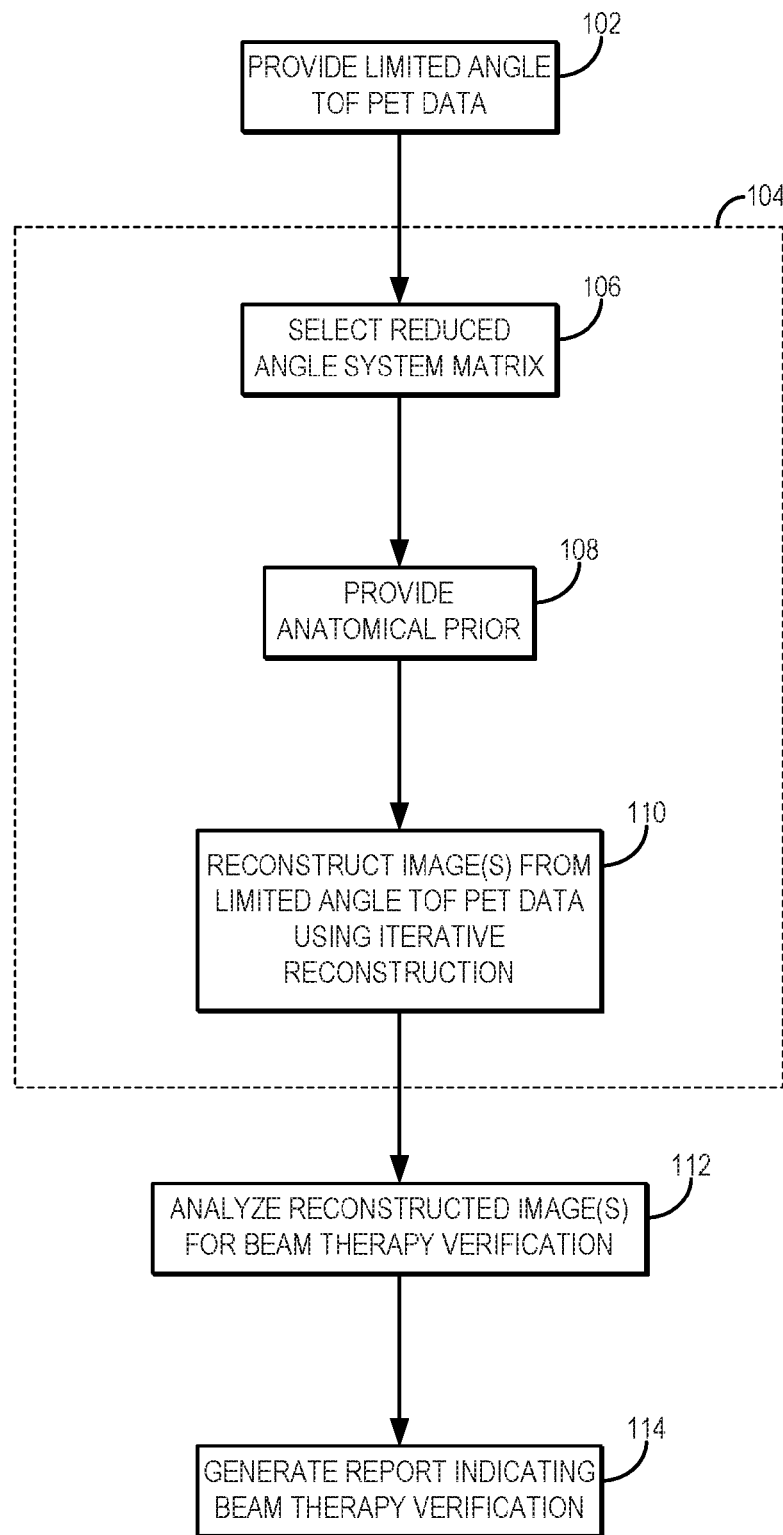 102
PROVIDE LIMITED ANGLE
TOF PET DATA
104
106
SELECT REDUCED
ANGLE SYSTEM MATRIX
108
PROVIDE
ANATOMICAL PRIOR
110
RECONSTRUCT IMAGE(S) FROM
LIMITED ANGLE TOF PET DATA
USING ITERATIVE
RECONSTRUCTION
112
ANALYZE RECONSTRUCTED IMAGE(S)
FOR BEAM THERAPY VERIFICATION
114
GENERATE REPORT INDICATING
BEAM THERAPY VERIFICATION